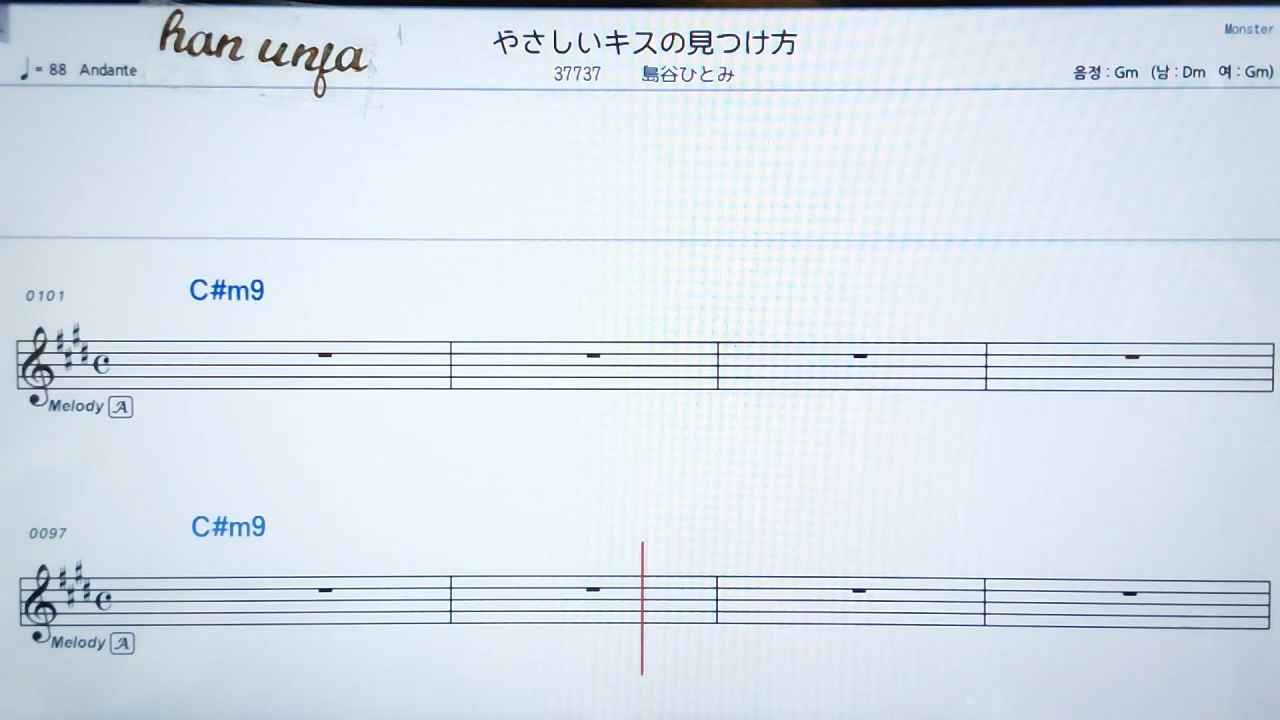 han unfa
やさしいキスの見つけ方
Monster
♩= 88 Andante
37737 島谷ひとみ
음정 : Gm (남 : Dm 여 : Gm)
0101
C#m9
Melody A
0097
C#m9
Melody A